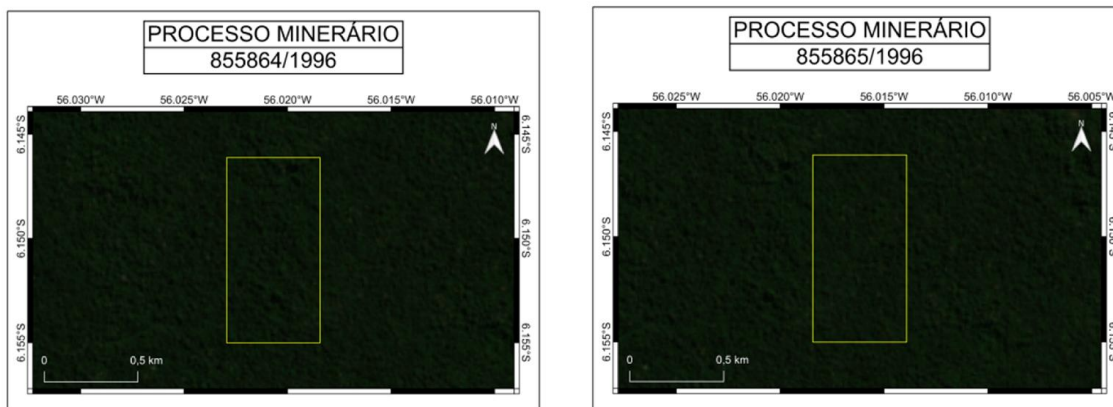 PROCESSO MINERÁRIO
855864/1996
56.030°W 56.025°W 56.020°W 56.015°W 56.010°W
N
6.145°S 6.145°S
6.150°S 6.150°S
6.155°S 6.155°S
0 0,5 km
PROCESSO MINERÁRIO
855865/1996
56.025°W 56.020°W 56.015°W 56.010°W 56.005°W
N
6.145°S
6.150°S
6.155°S
0 0,5 km